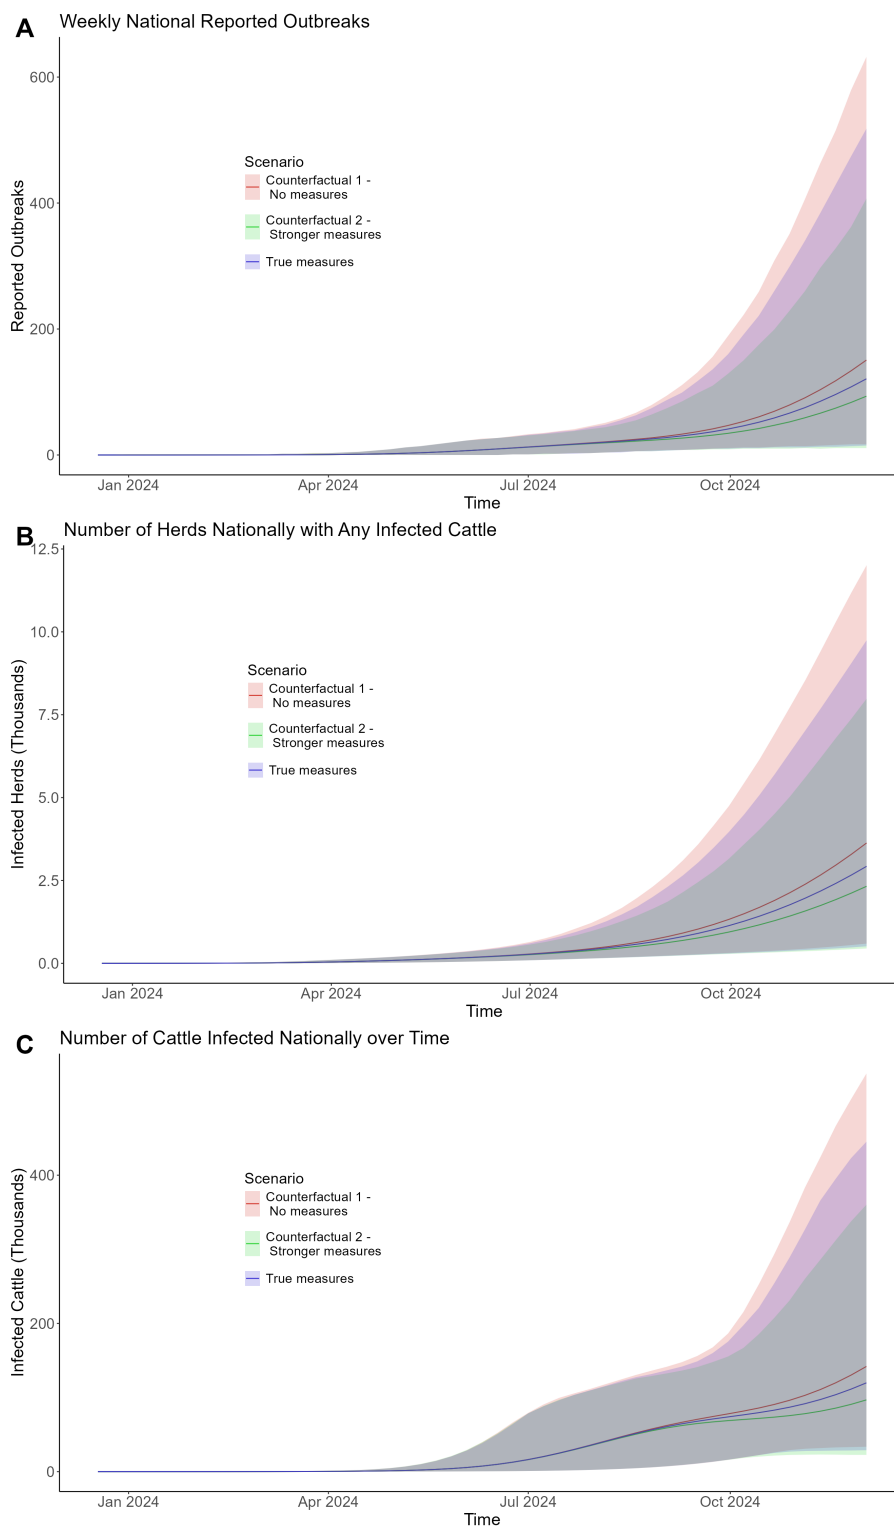 A
Weekly National Reported Outbreaks
600
400
200
0
Reported Outbreaks
Scenario
Counterfactual 1 -
No measures
Counterfactual 2 -
Stronger measures
True measures
Jan 2024
Apr 2024
Jul 2024
Oct 2024
Time
B
Number of Herds Nationally with Any Infected Cattle
12.5
10.0
7.5
5.0
2.5
0.0
Infected Herds (Thousands)
Scenario
Counterfactual 1 -
No measures
Counterfactual 2 -
Stronger measures
True measures
Jan 2024
Apr 2024
Jul 2024
Oct 2024
Time
C
Number of Cattle Infected Nationally over Time
400
200
0
Infected Cattle (Thousands)
Scenario
Counterfactual 1 -
No measures
Counterfactual 2 -
Stronger measures
True measures
Jan 2024
Apr 2024
Jul 2024
Oct 2024
Time